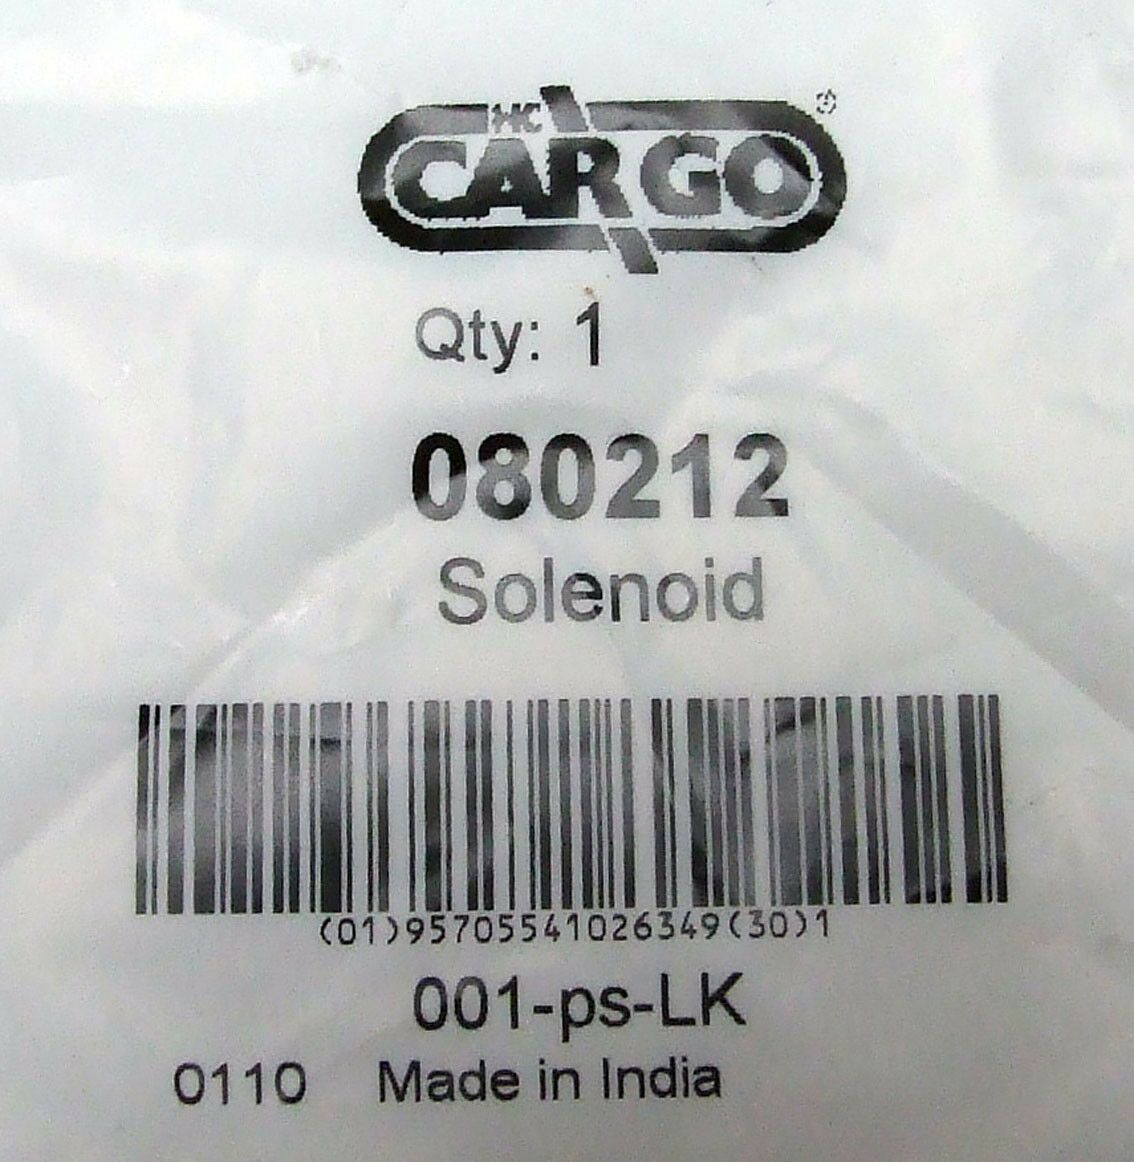 HC
CARGO®
Qty: 1
080212
Solenoid
(01)95705541026349(30)1
001-ps-LK
0110 Made in India